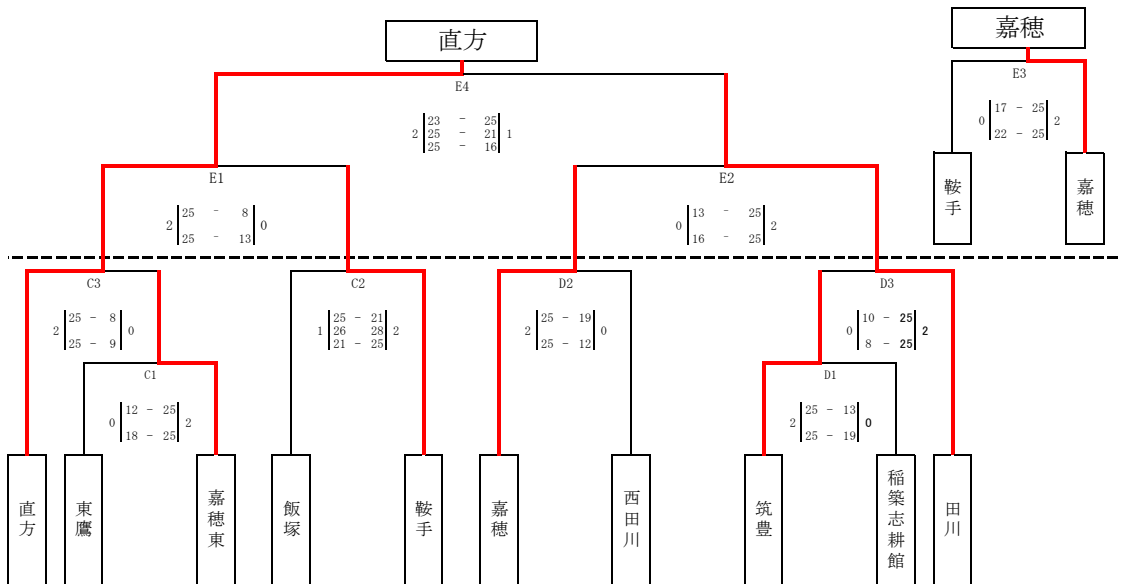 直方
嘉穂
E4
2 23 - 25 1
25 - 21
25 - 16
E3
0 17 - 25 2
22 - 25
鞍手
嘉穂
E1
2 25 - 8 0
25 - 13
E2
0 13 - 25 2
16 - 25
C3
2 25 - 8 0
25 - 9
C2
1 25 - 21 2
26 28
21 - 25
D2
2 25 - 19 0
25 - 12
D3
0 10 - 25 2
8 - 25
C1
0 12 - 25 2
18 - 25
D1
2 25 - 13 0
25 - 19
直方
東鷹
嘉穂東
飯塚
鞍手
嘉穂
西田川
筑豊
稲築志耕館
田川